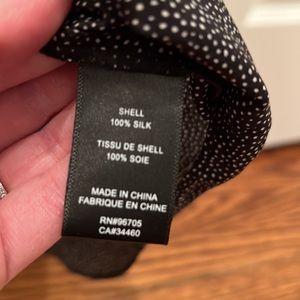 SHELL
100% SILK
TISSU DE SHELL
100% SOIE
MADE IN CHINA
FABRIQUE EN CHINE
RN#96705
CA#34460